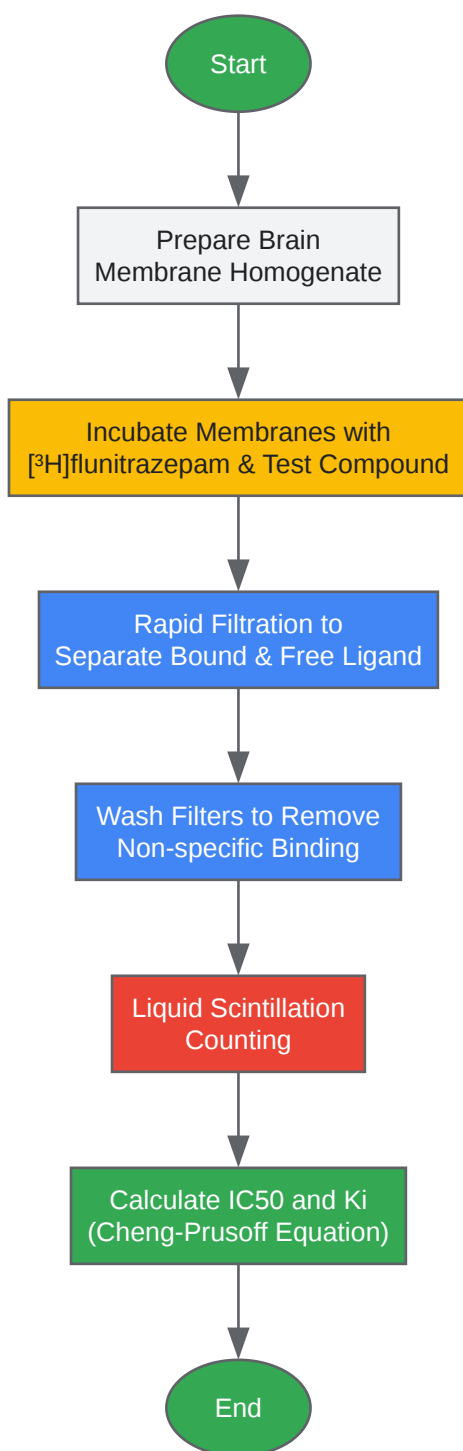 Start
Prepare Brain
Membrane Homogenate
Incubate Membranes with
[³H]flunitrazepam & Test Compound
Rapid Filtration to
Separate Bound & Free Ligand
Wash Filters to Remove
Non-specific Binding
Liquid Scintillation
Counting
Calculate IC50 and Ki
(Cheng-Prusoff Equation)
End